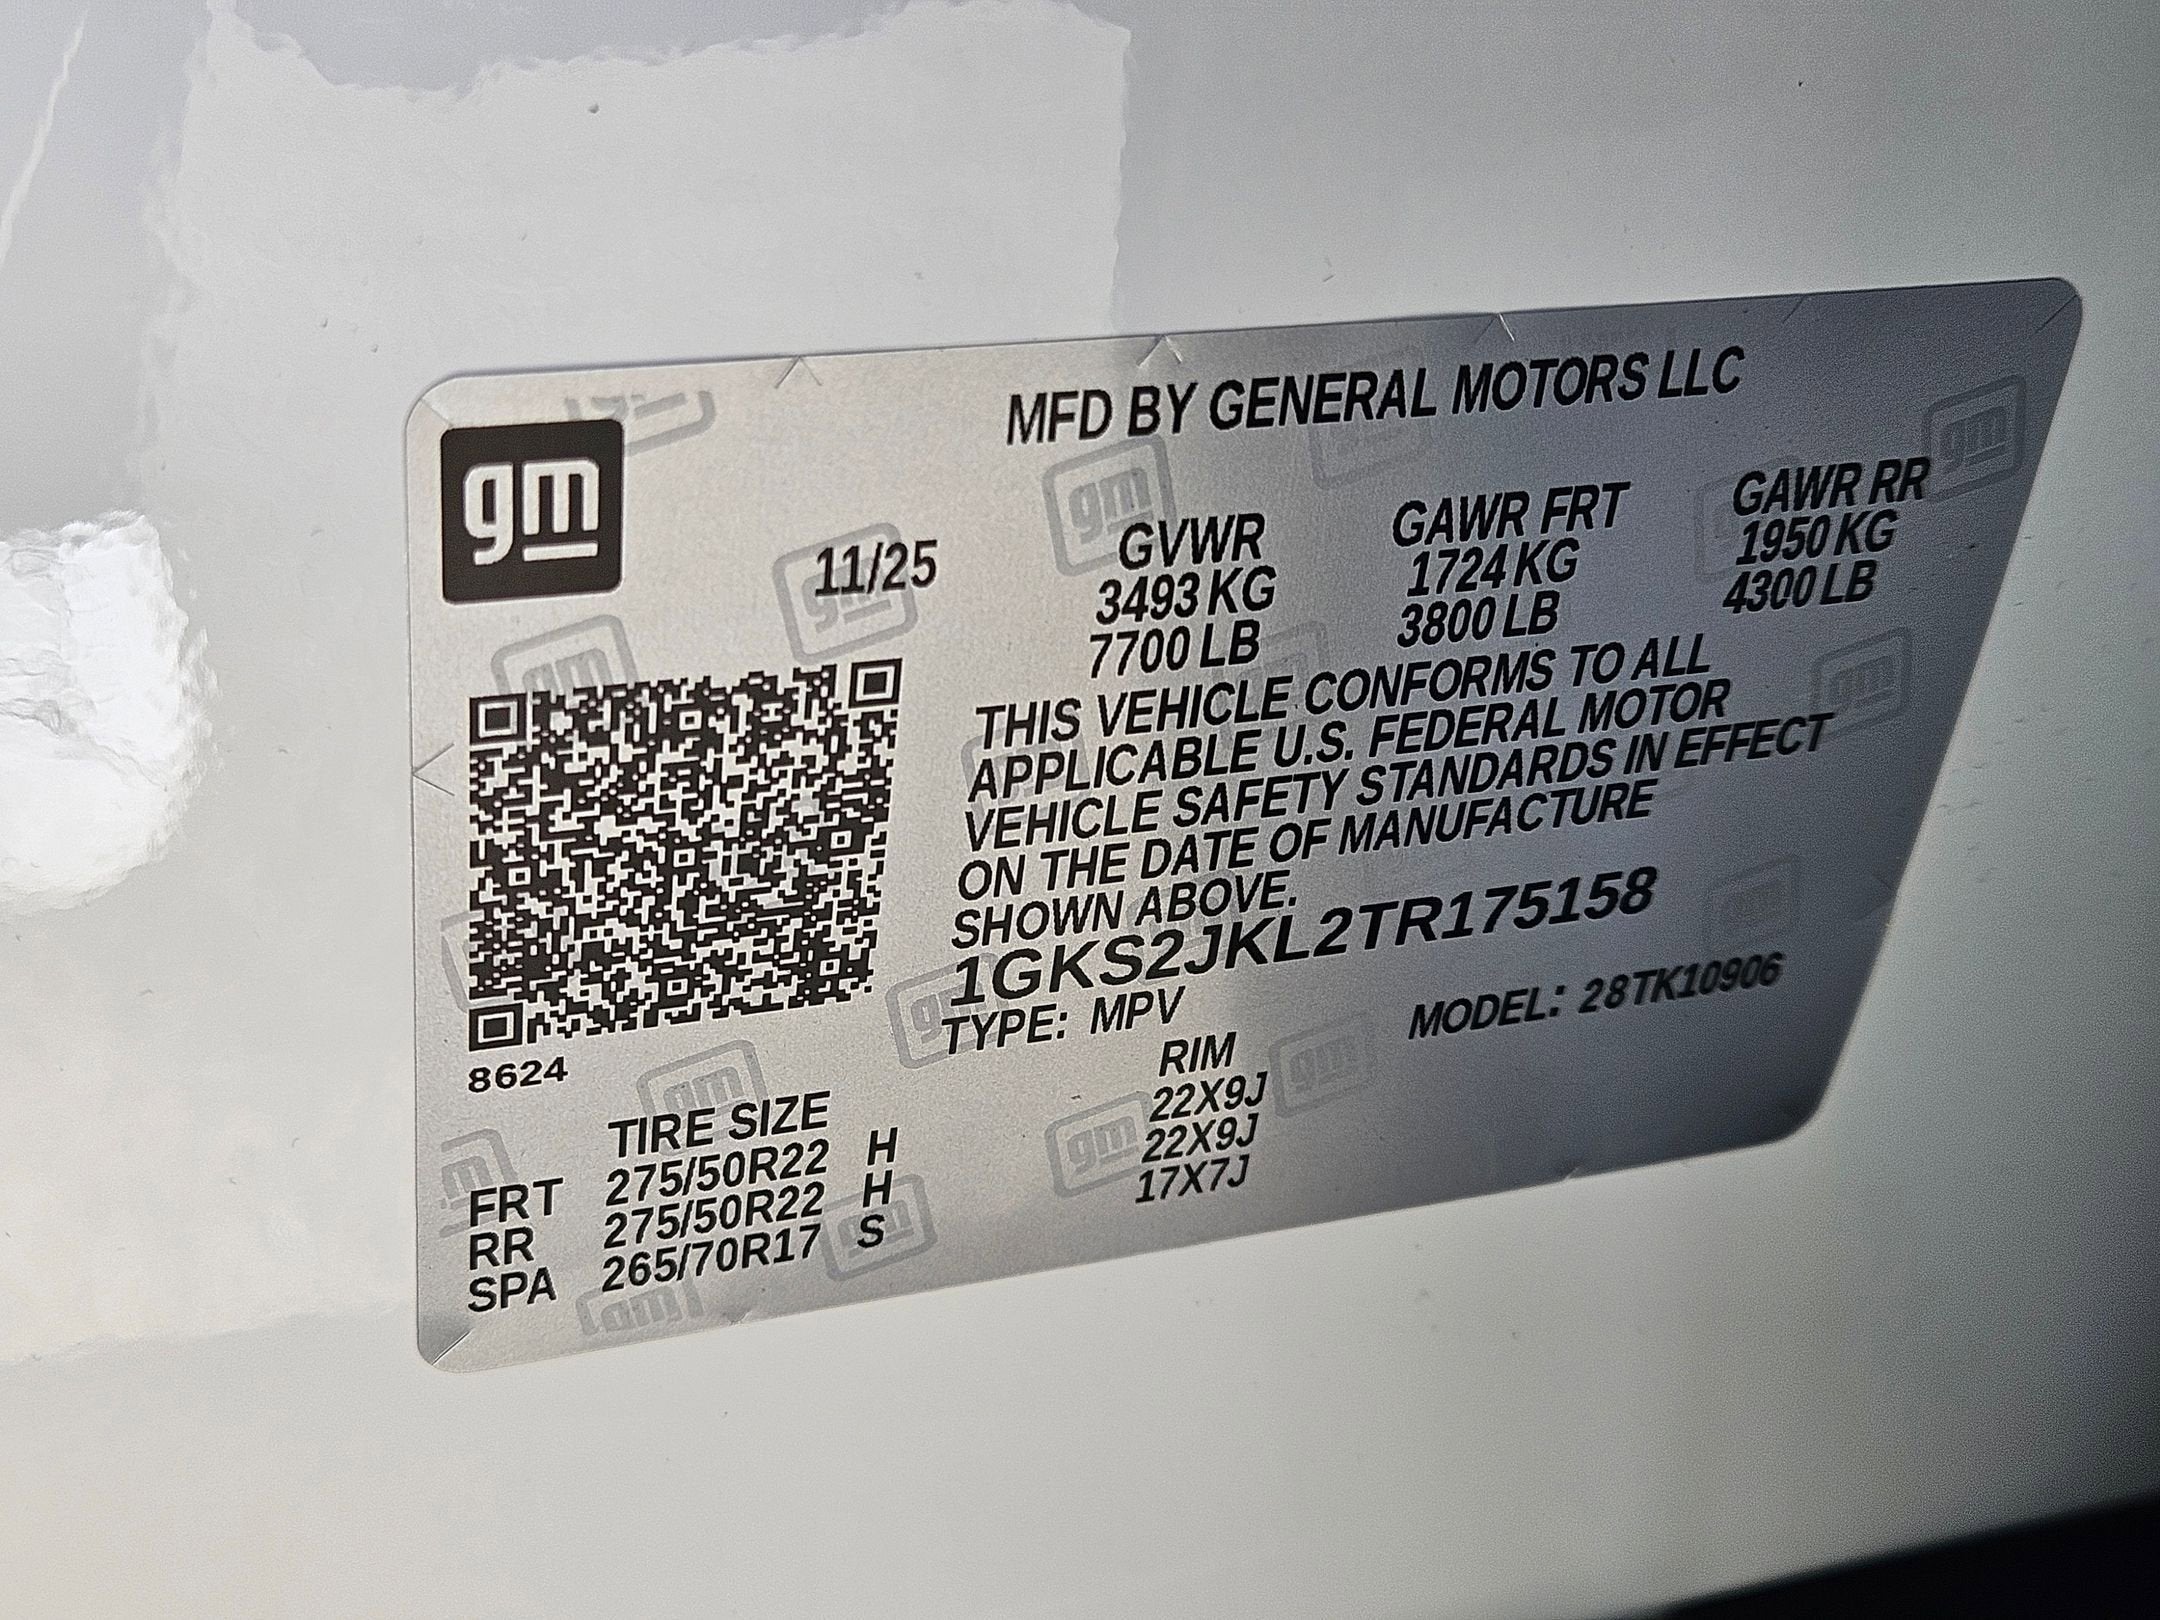 gm
MFD BY GENERAL MOTORS LLC
11/25
GVWR GAWR FRT GAWR RR
3493 KG 1724 KG 1950 KG
7700 LB 3800 LB 4300 LB
THIS VEHICLE CONFORMS TO ALL
APPLICABLE U.S. FEDERAL MOTOR
VEHICLE SAFETY STANDARDS IN EFFECT
ON THE DATE OF MANUFACTURE
SHOWN ABOVE.
1GKS2JKL2TR175158
TYPE: MPV MODEL: 28TK10906
8624
TIRE SIZE RIM
FRT 275/50R22 H 22X9J
RR 275/50R22 H 22X9J
SPA 265/70R17 S 17X7J